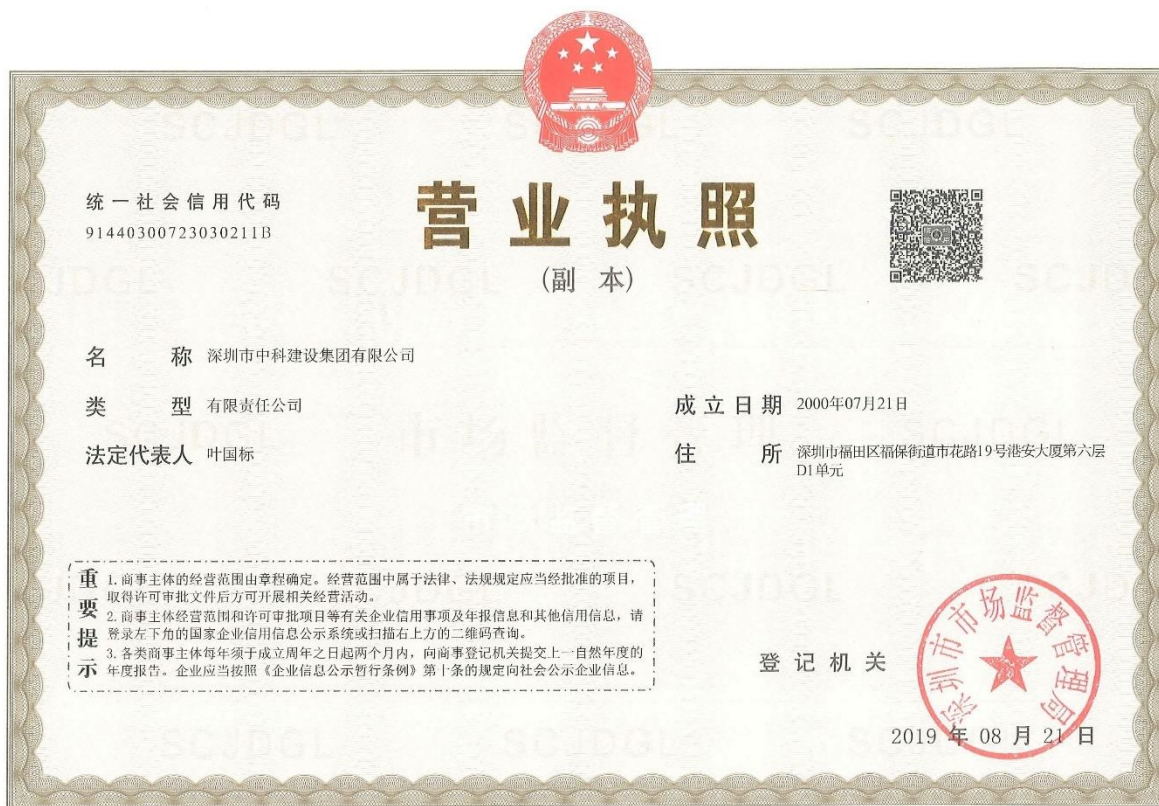 统一社会信用代码
91440300723030211B
营业执照
(副 本)
名 称 深圳市中科建设集团有限公司
类 型 有限责任公司
法定代表人 叶国标
成立日期 2000年07月21日
住 所 深圳市福田区福保街道市花路19号港安大厦第六层
D1单元
重要提示
1.商事主体的经营范围由章程确定。经营范围中属于法律、法规规定应当经批准的项目,
取得许可审批文件后方可开展相关经营活动。
2.商事主体经营范围和许可审批项目等有关企业信用事项及年报信息和其他信用信息,请
登录左下角的国家企业信用信息公示系统或扫描右上方的二维码查询。
3.各类商事主体每年须于成立周年之日起两个月内,向商事登记机关提交上一自然年度的
年度报告。企业应当按照《企业信息公示暂行条例》第十条的规定向社会公示企业信息。
登记机关
深圳市市场监督管理局
2019 年 08 月 21 日
SCJDGL